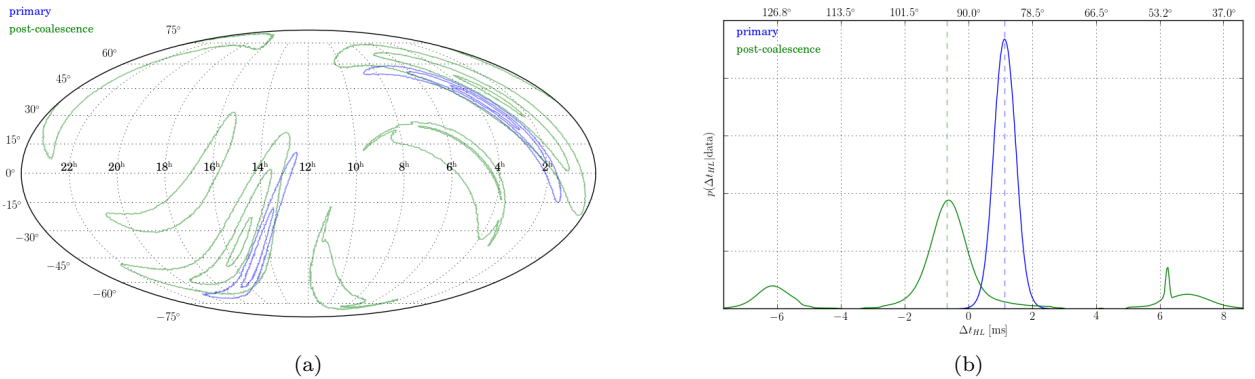 primary
post-coalescence
75°
60°
45°
30°
15°
0°
-15°
−30°
−45°
−60°
−75°
22h 20h 18h 16h 14h 12h 10h 8h 6h 4h 2h
(a)
126.8° 113.5° 101.5° 90.0° 78.5° 66.5° 53.2° 37.0°
primary
post-coalescence
p(Δt_HL|data)
−6 −4 −2 0 2 4 6 8
Δt_HL [ms]
(b)